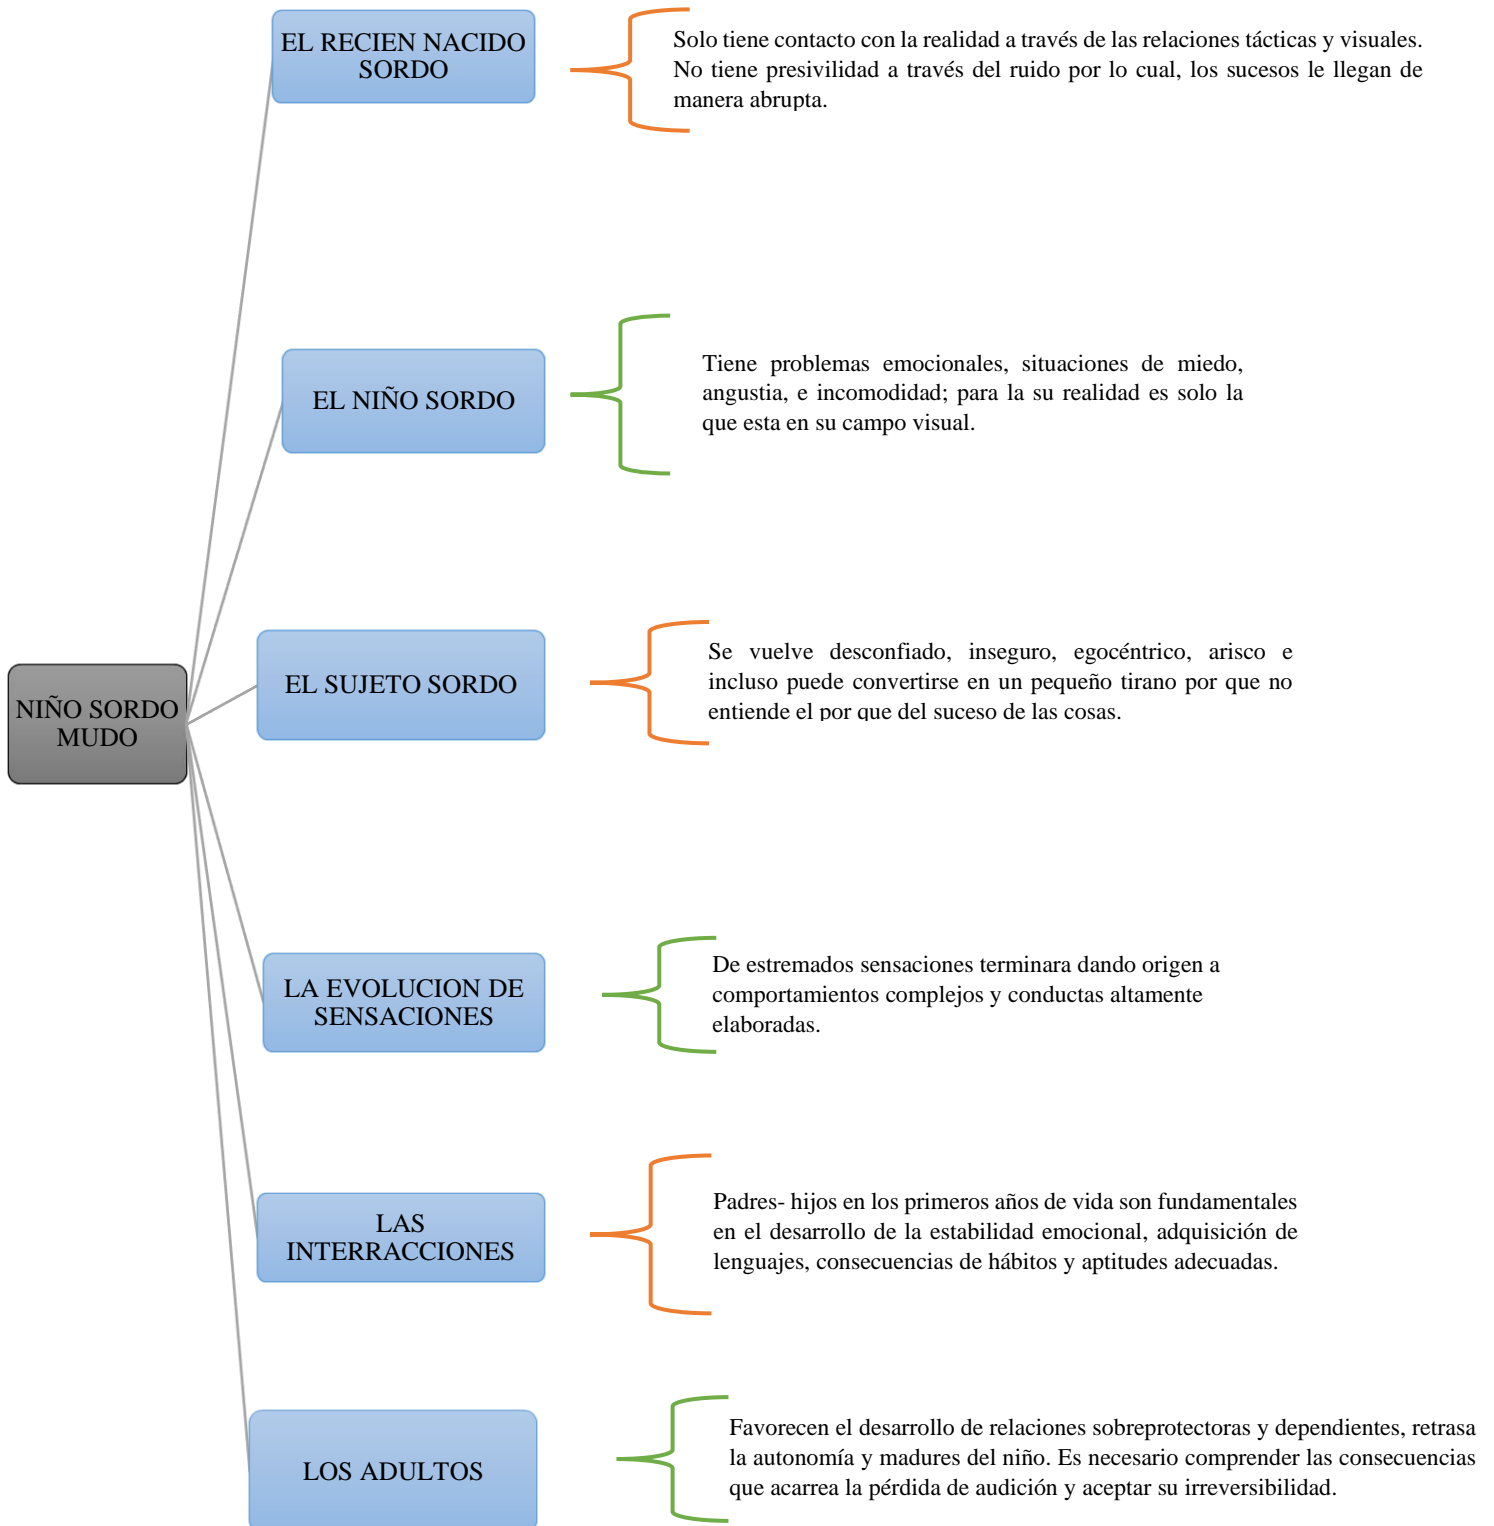 EL RECIEN NACIDO
SORDO
Solo tiene contacto con la realidad a través de las relaciones tácticas y visuales.
No tiene presivilidad a través del ruido por lo cual, los sucesos le llegan de
manera abrupta.
EL NIÑO SORDO
Tiene problemas emocionales, situaciones de miedo,
angustia, e incomodidad; para la su realidad es solo la
que esta en su campo visual.
NIÑO SORDO
MUDO
EL SUJETO SORDO
Se vuelve desconfiado, inseguro, egocéntrico, arisco e
incluso puede convertirse en un pequeño tirano por que no
entiende el por que del suceso de las cosas.
LA EVOLUCION DE
SENSACIONES
De estremados sensaciones terminara dando origen a
comportamientos complejos y conductas altamente
elaboradas.
LAS
INTERRACCIONES
Padres- hijos en los primeros años de vida son fundamentales
en el desarrollo de la estabilidad emocional, adquisición de
lenguajes, consecuencias de hábitos y aptitudes adecuadas.
LOS ADULTOS
Favorecen el desarrollo de relaciones sobreprotectoras y dependientes, retrasa
la autonomía y madures del niño. Es necesario comprender las consecuencias
que acarrea la pérdida de audición y aceptar su irreversibilidad.